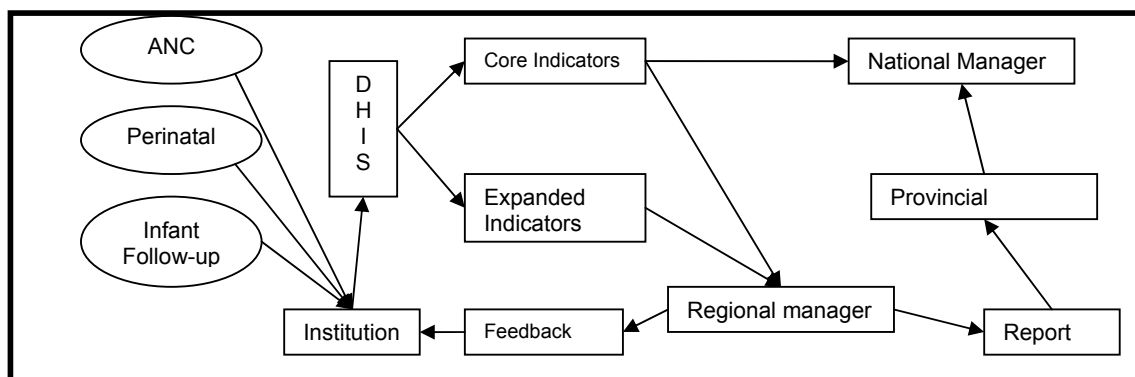 ANC
Perinatal
Infant
Follow-up
D
H
I
S
Core Indicators
Expanded
Indicators
National Manager
Provincial
Institution
Feedback
Regional manager
Report